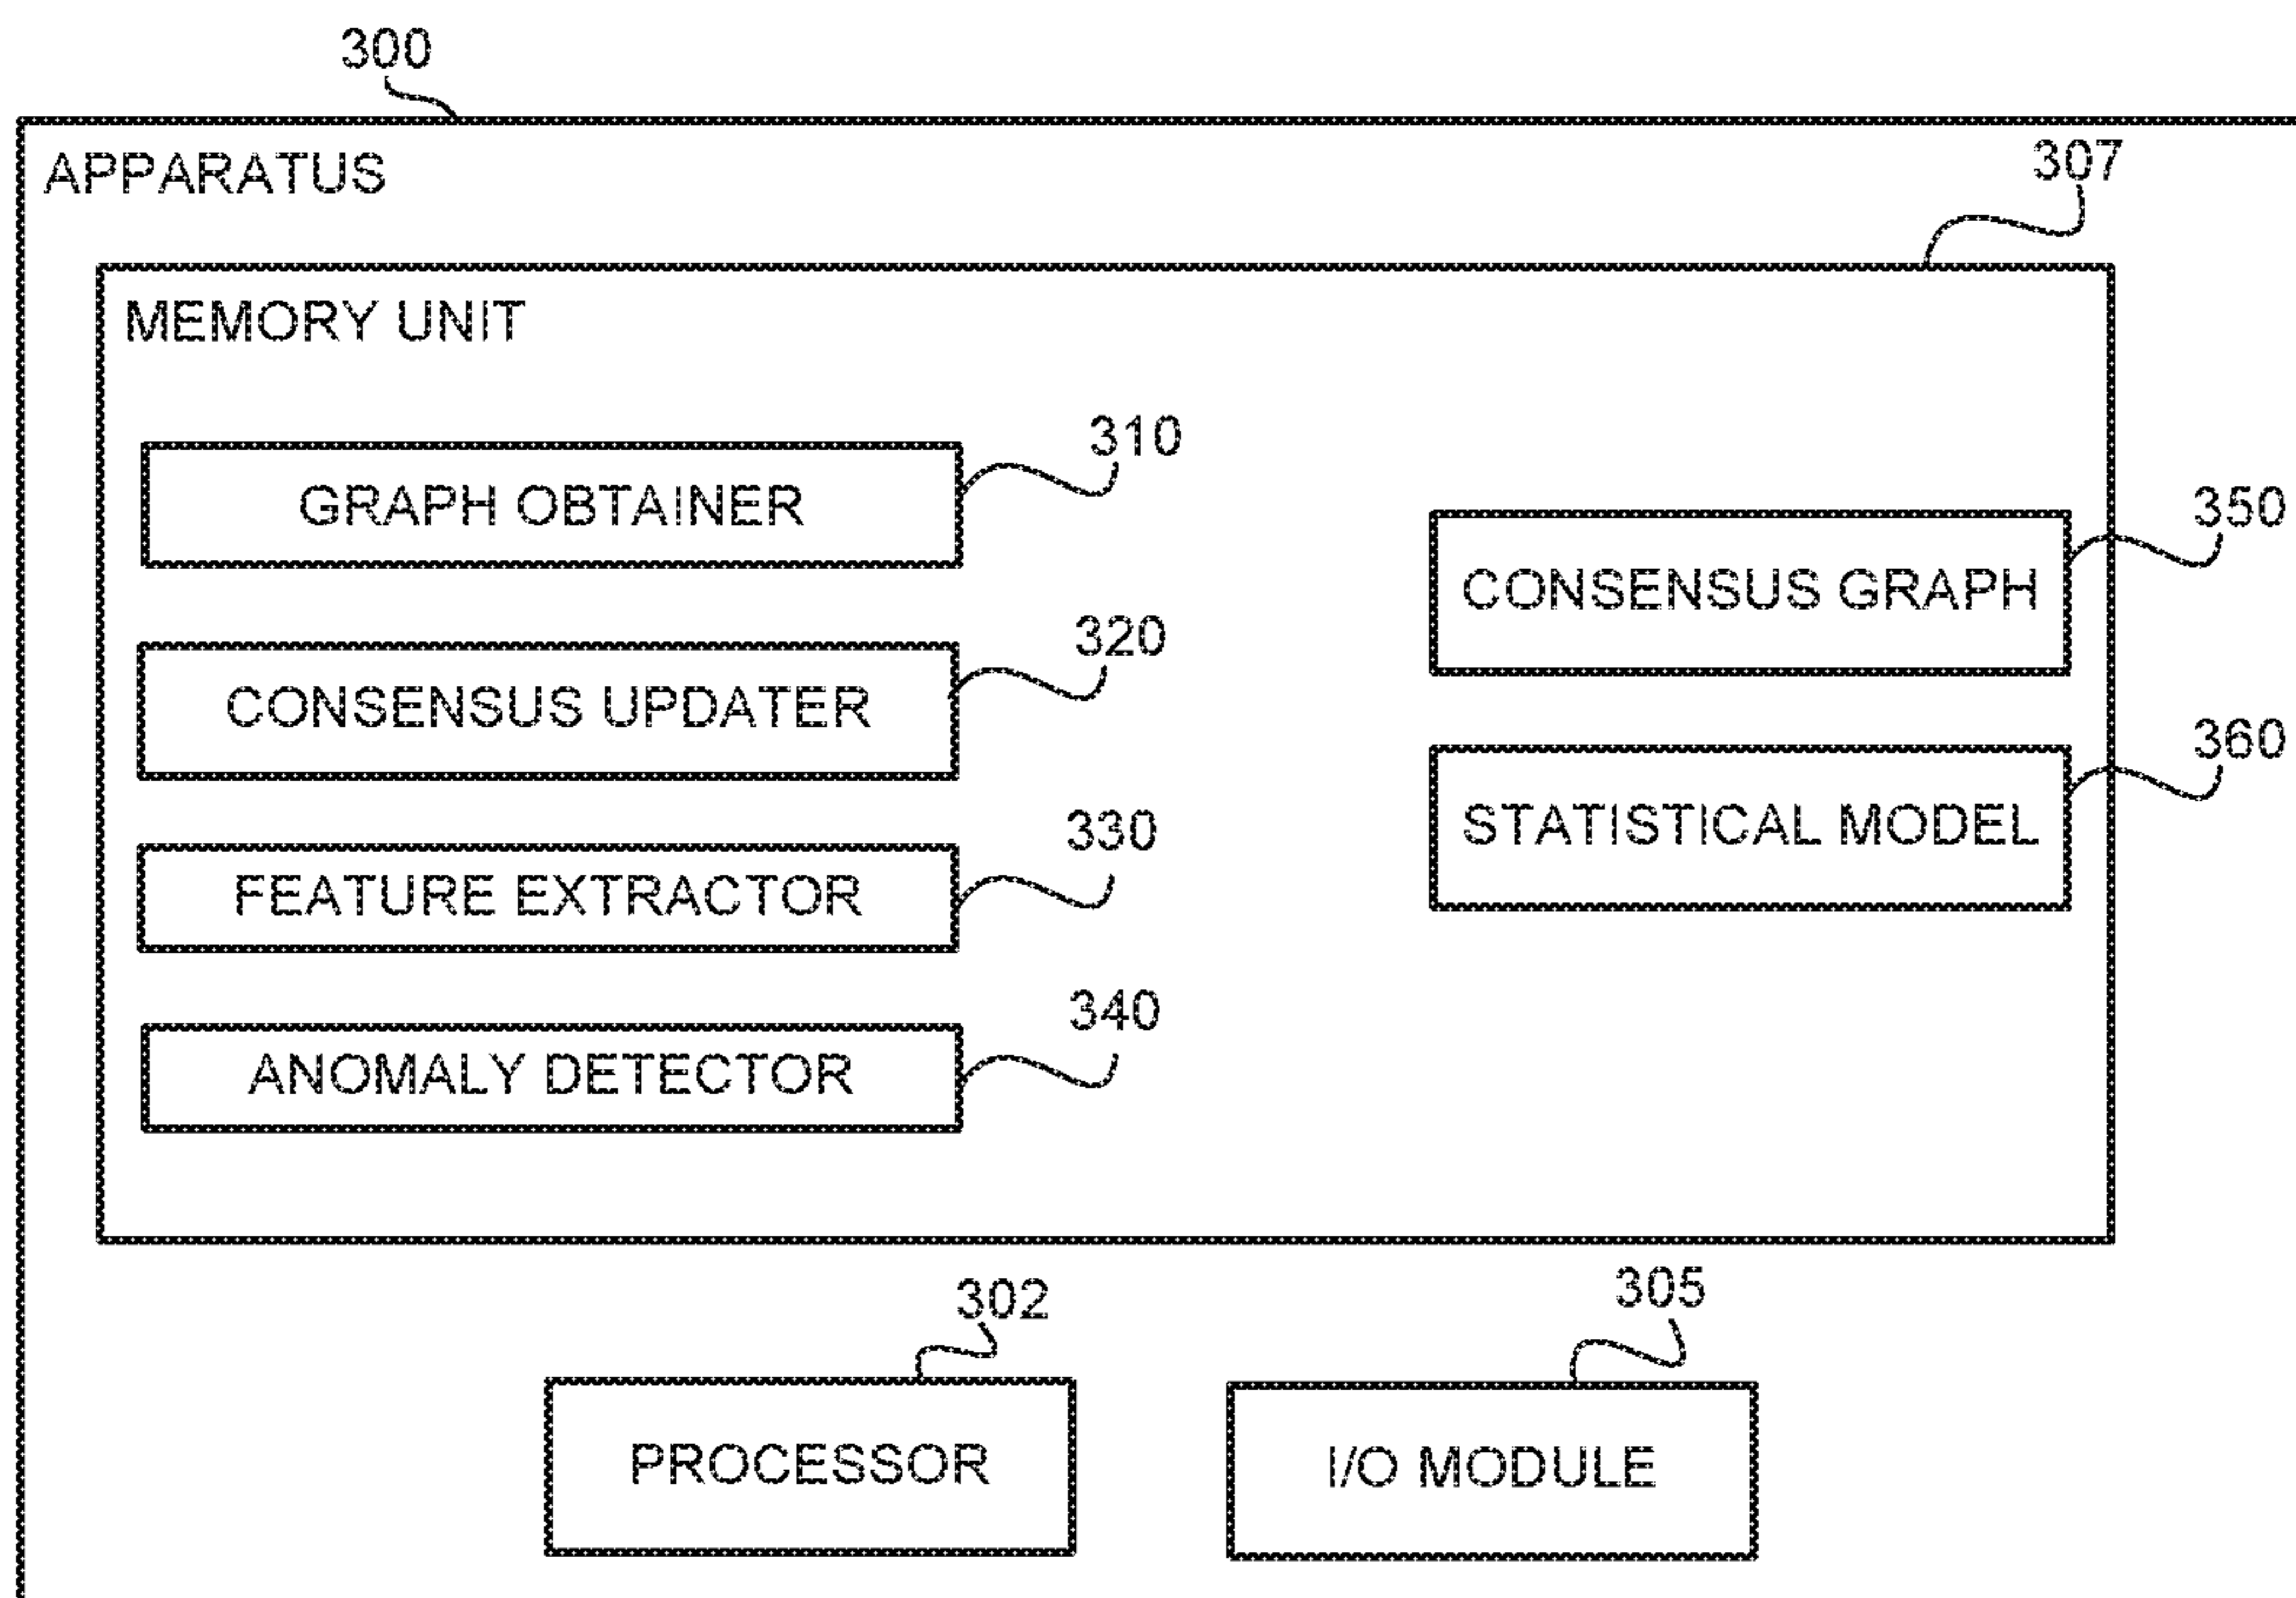 300
APPARATUS
307
MEMORY UNIT
310
GRAPH OBTAINER
350
CONSENSUS GRAPH
320
CONSENSUS UPDATER
360
STATISTICAL MODEL
330
FEATURE EXTRACTOR
340
ANOMALY DETECTOR
302
305
PROCESSOR
I/O MODULE